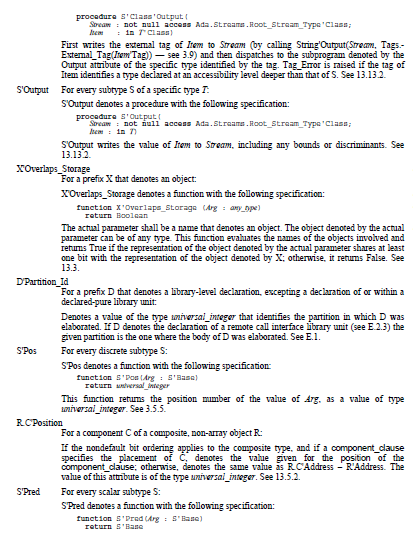 procedure S'Class'Output(
Stream : not null access Ada.Streams.Root_Stream_Type'Class;
Item : in T'Class)
First writes the external tag of Item to Stream (by calling String'Output(Stream, Tags.-
External_Tag(Item'Tag)) — see 3.9) and then dispatches to the subprogram denoted by the
Output attribute of the specific type identified by the tag. Tag_Error is raised if the tag of
Item identifies a type declared at an accessibility level deeper than that of S. See 13.13.2.
S'Output For every subtype S of a specific type T:
S'Output denotes a procedure with the following specification:
procedure S'Output(
Stream : not null access Ada.Streams.Root_Stream_Type'Class;
Item : in T)
S'Output writes the value of Item to Stream, including any bounds or discriminants. See
13.13.2.
X'Overlaps_Storage
For a prefix X that denotes an object:
X'Overlaps_Storage denotes a function with the following specification:
function X'Overlaps_Storage (Arg : any_type)
return Boolean
The actual parameter shall be a name that denotes an object. The object denoted by the actual
parameter can be of any type. This function evaluates the names of the objects involved and
returns True if the representation of the object denoted by the actual parameter shares at least
one bit with the representation of the object denoted by X; otherwise, it returns False. See
13.3.
D'Partition_Id
For a prefix D that denotes a library-level declaration, excepting a declaration of or within a
declared-pure library unit:
Denotes a value of the type universal_integer that identifies the partition in which D was
elaborated. If D denotes the declaration of a remote call interface library unit (see E.2.3) the
given partition is the one where the body of D was elaborated. See E.1.
S'Pos For every discrete subtype S:
S'Pos denotes a function with the following specification:
function S'Pos(Arg : S'Base)
return universal_integer
This function returns the position number of the value of Arg, as a value of type
universal_integer. See 3.5.5.
R.C'Position
For a component C of a composite, non-array object R:
If the nondefault bit ordering applies to the composite type, and if a component_clause
specifies the placement of C, denotes the value given for the position of the
component_clause; otherwise, denotes the same value as R.C'Address – R'Address. The
value of this attribute is of the type universal_integer. See 13.5.2.
S'Pred For every scalar subtype S:
S'Pred denotes a function with the following specification:
function S'Pred(Arg : S'Base)
return S'Base